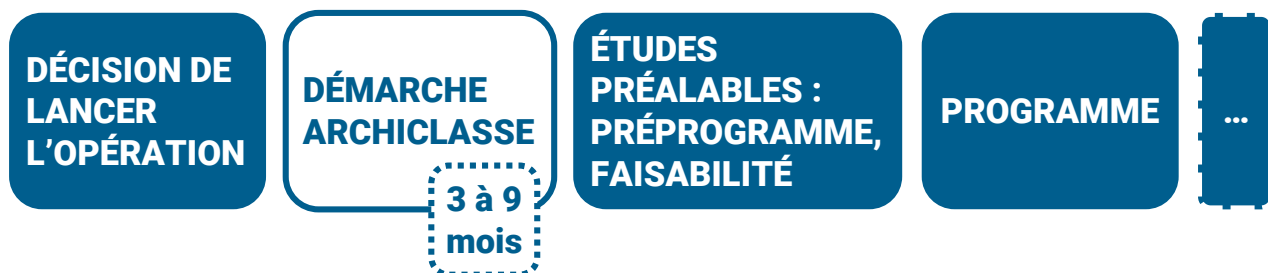 DÉCISION DE
LANCER
L’OPÉRATION
DÉMARCHE
ARCHICLASSE
3 à 9
mois
ÉTUDES
PRÉALABLES :
PRÉPROGRAMME,
FAISABILITÉ
PROGRAMME
...